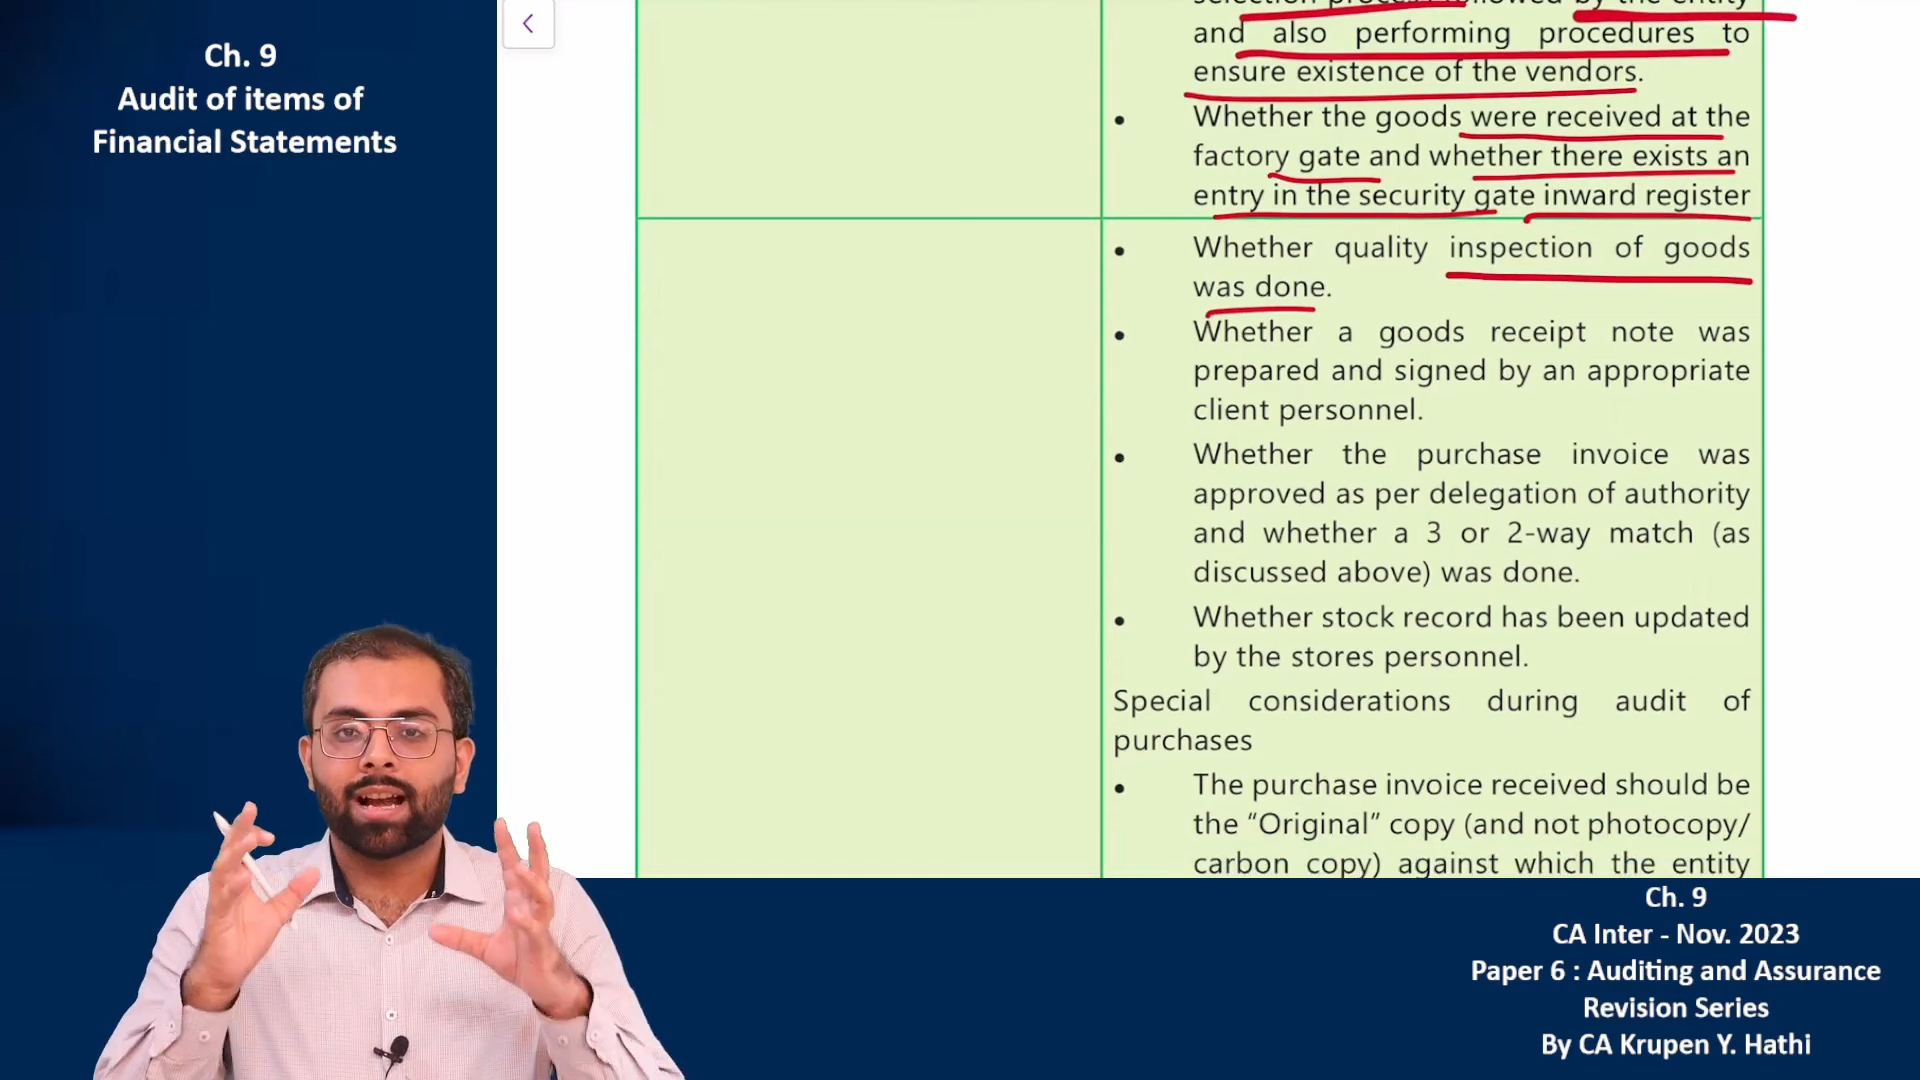 Ch. 9
Audit of items of
Financial Statements
selection process followed by the entity
and also performing procedures to
ensure existence of the vendors.
• Whether the goods were received at the
factory gate and whether there exists an
entry in the security gate inward register
• Whether quality inspection of goods
was done.
• Whether a goods receipt note was
prepared and signed by an appropriate
client personnel.
• Whether the purchase invoice was
approved as per delegation of authority
and whether a 3 or 2-way match (as
discussed above) was done.
• Whether stock record has been updated
by the stores personnel.
Special considerations during audit of
purchases
• The purchase invoice received should be
the “Original” copy (and not photocopy/
carbon copy) against which the entity
Ch. 9
CA Inter - Nov. 2023
Paper 6 : Auditing and Assurance
Revision Series
By CA Krupen Y. Hathi